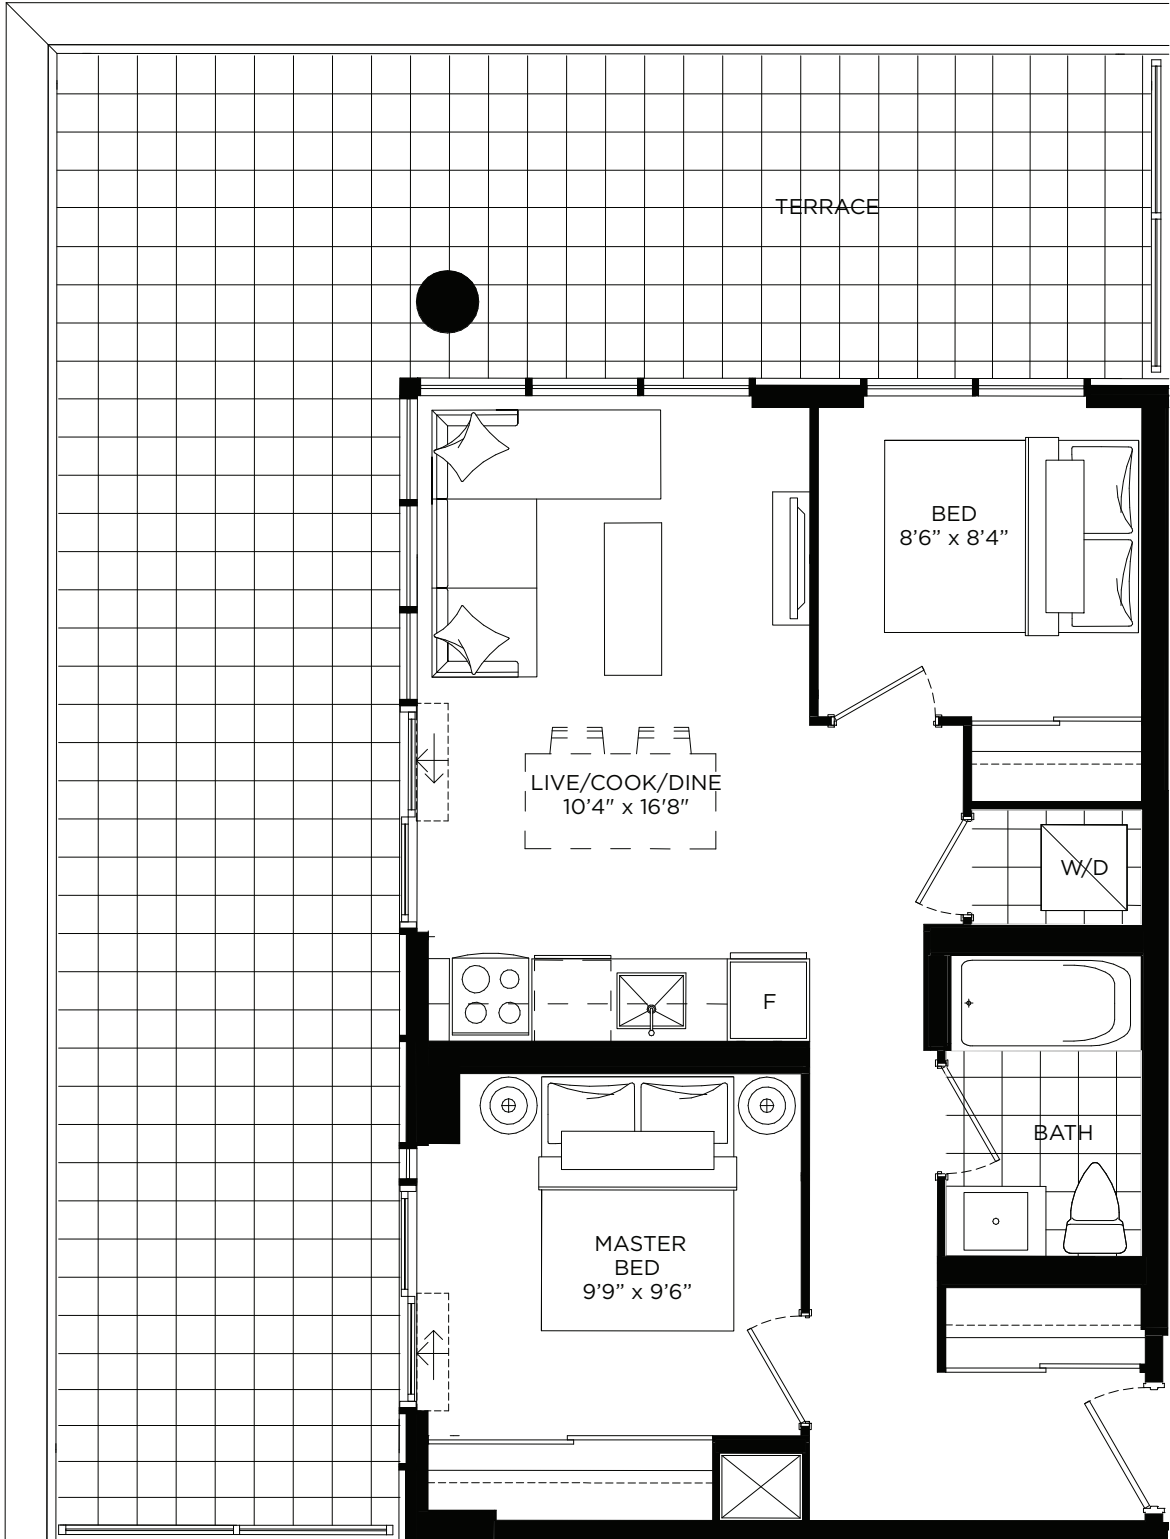 TERRACE
BED
8’6” x 8’4”
LIVE/COOK/DINE
10'4" x 16'8"
W/D
F
BATH
MASTER
BED
9’9” x 9’6”